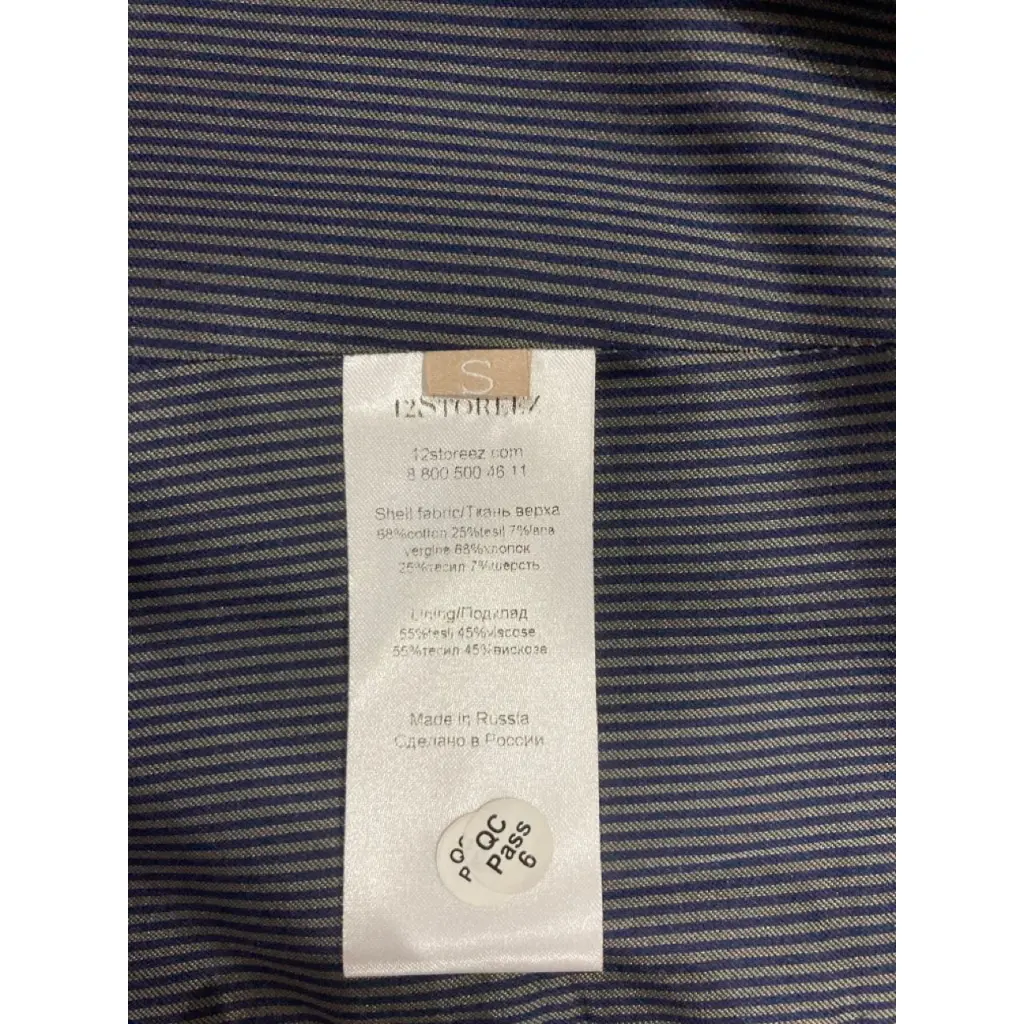 S
12STOREEZ
12storeez.com
8 800 500 46 11
Shell fabric/Ткань верха
68%cotton 25%tesil 7%lana
vergine 68%хлопок
25%тесил 7%шерсть
Lining/Подклад
55%tesil 45%viscose
55%тесил 45%вискоза
Made in Russia
Сделано в России
QC
Pass
6